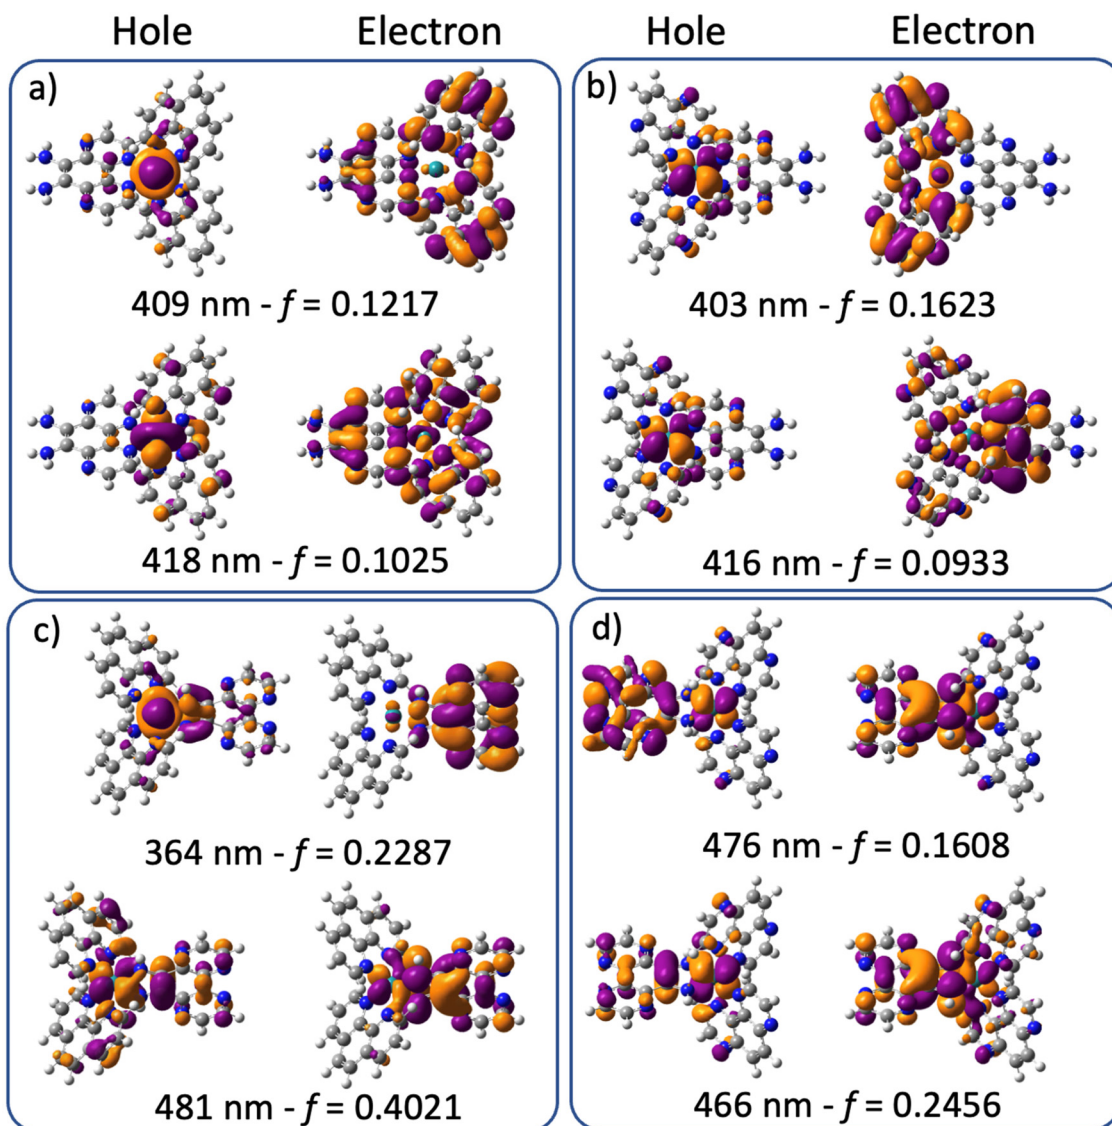 Hole Electron Hole Electron
a)
409 nm - f = 0.1217
418 nm - f = 0.1025
b)
403 nm - f = 0.1623
416 nm - f = 0.0933
c)
364 nm - f = 0.2287
481 nm - f = 0.4021
d)
476 nm - f = 0.1608
466 nm - f = 0.2456